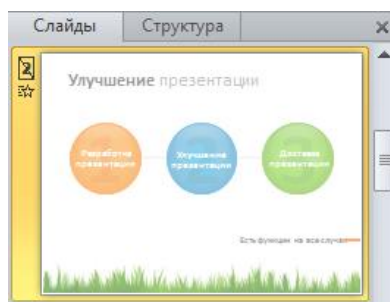 Слайды Структура
2
Улучшение презентации
Разработка
презентации
Улучшение
презентации
Доставка
презентации
Есть функции на все случаи